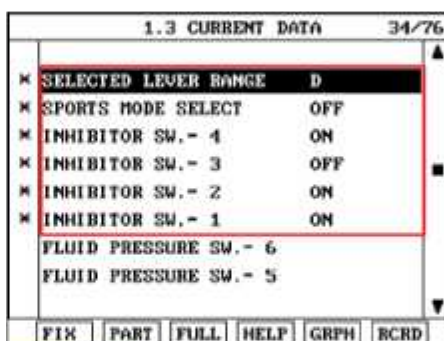 1.3 CURRENT DATA 34/76
* SELECTED LEVER RANGE D
* SPORTS MODE SELECT OFF
* INHIBITOR SW.- 4 ON
* INHIBITOR SW.- 3 OFF
* INHIBITOR SW.- 2 ON
* INHIBITOR SW.- 1 ON
FLUID PRESSURE SW.- 6
FLUID PRESSURE SW.- 5
FIX PART FULL HELP GRPH RCRD